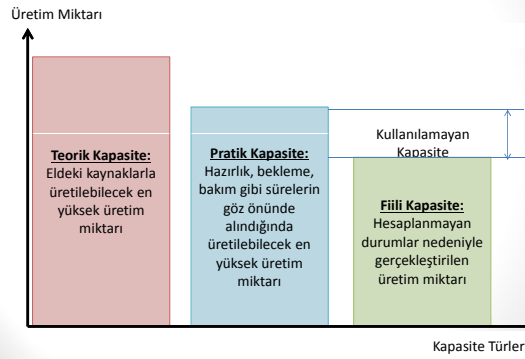 Üretim Miktarı
Teorik Kapasite:
Eldeki kaynaklarla
üretilebilecek en
yüksek üretim
miktarı
Pratik Kapasite:
Hazırlık, bekleme,
bakım gibi sürelerin
göz önünde
alındığında
üretilebilecek en
yüksek üretim
miktarı
Kullanılamayan
Kapasite
Fiili Kapasite:
Hesaplanmayan
durumlar nedeniyle
gerçekleştirilen
üretim miktarı
Kapasite Türler